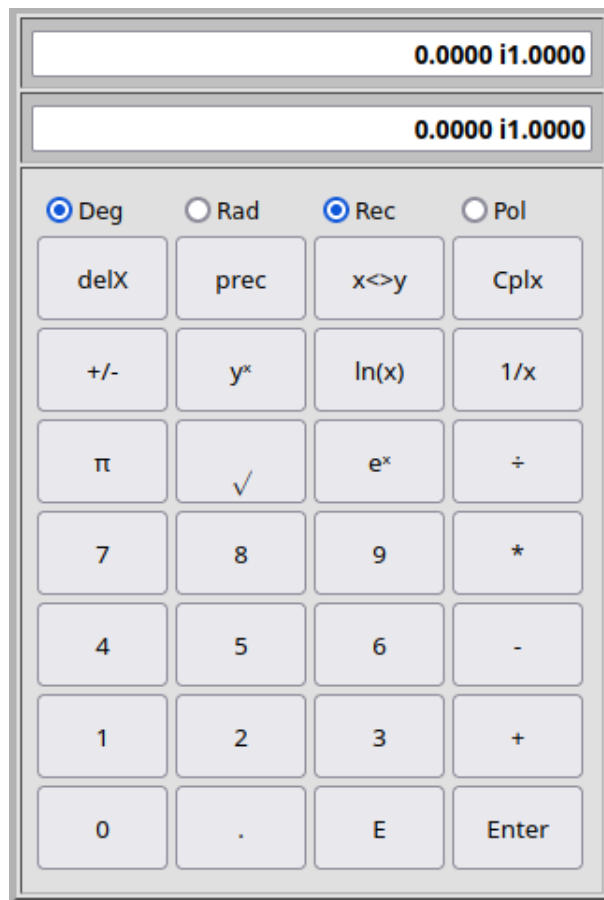 0.0000 i1.0000
0.0000 i1.0000
Deg Rad Rec Pol
delX prec x<>y Cplx
+/- yˣ ln(x) 1/x
π √ eˣ ÷
7 8 9 *
4 5 6 -
1 2 3 +
0 . E Enter